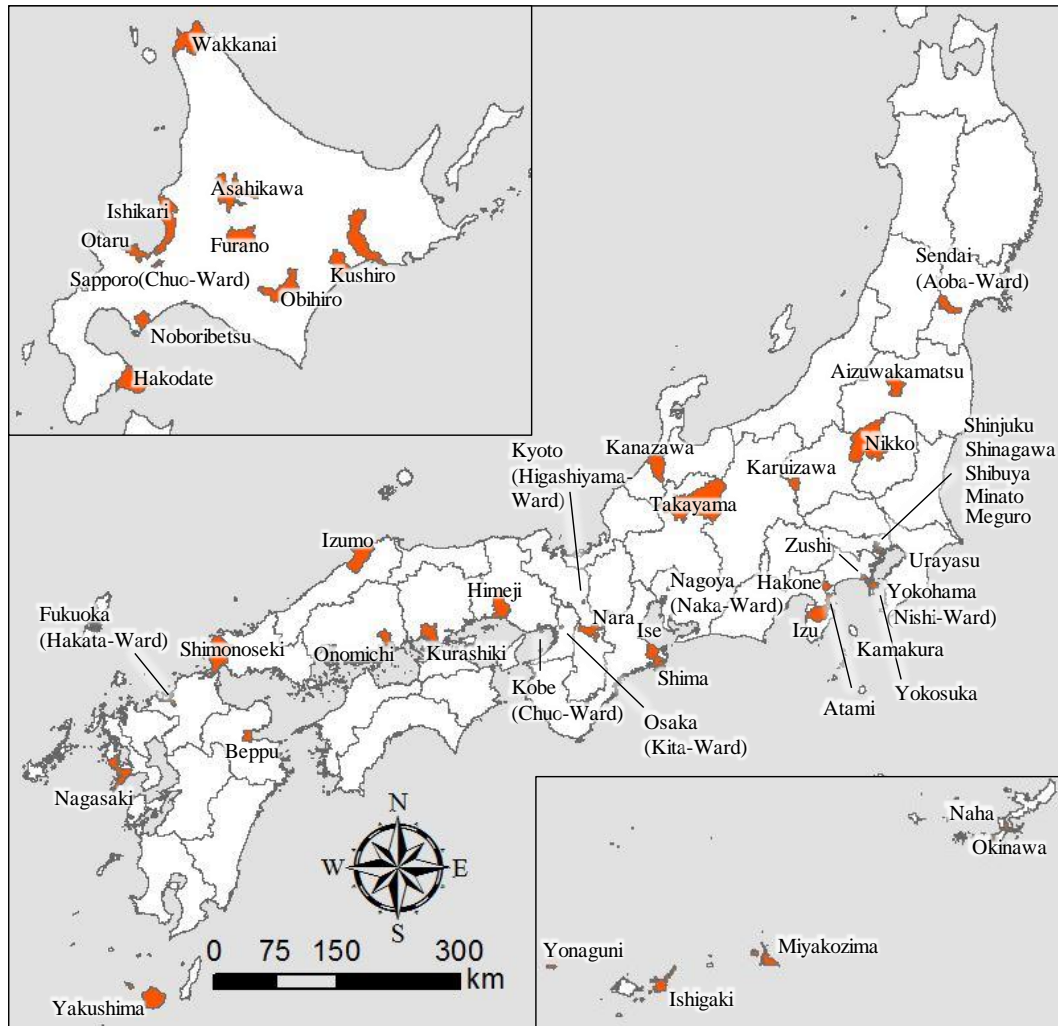 Wakkanai
Asahikawa
Ishikari
Otaru
Furano
Sapporo(Chuo-Ward)
Kushiro
Obihiro
Noboribetsu
Hakodate
Sendai
(Aoba-Ward)
Aizuwakamatsu
Nikko
Shinjuku
Shinagawa
Shibuya
Minato
Meguro
Kanazawa
Karuizawa
Kyoto
(Higashiyama-
Ward)
Takayama
Zushi
Urayasu
Izumo
Himeji
Nagoya
(Naka-Ward)
Hakone
Yokohama
(Nishi-Ward)
Fukuoka
(Hakata-Ward)
Nara
Ise
Izu
Kamakura
Shimonoseki
Onomichi
Kurashiki
Shima
Yokosuka
Kobe
(Chuo-Ward)
Atami
Osaka
(Kita-Ward)
Beppu
Nagasaki
N
W
E
S
0 75 150 300
km
Yakushima
Naha
Okinawa
Yonaguni
Miyakozima
Ishigaki